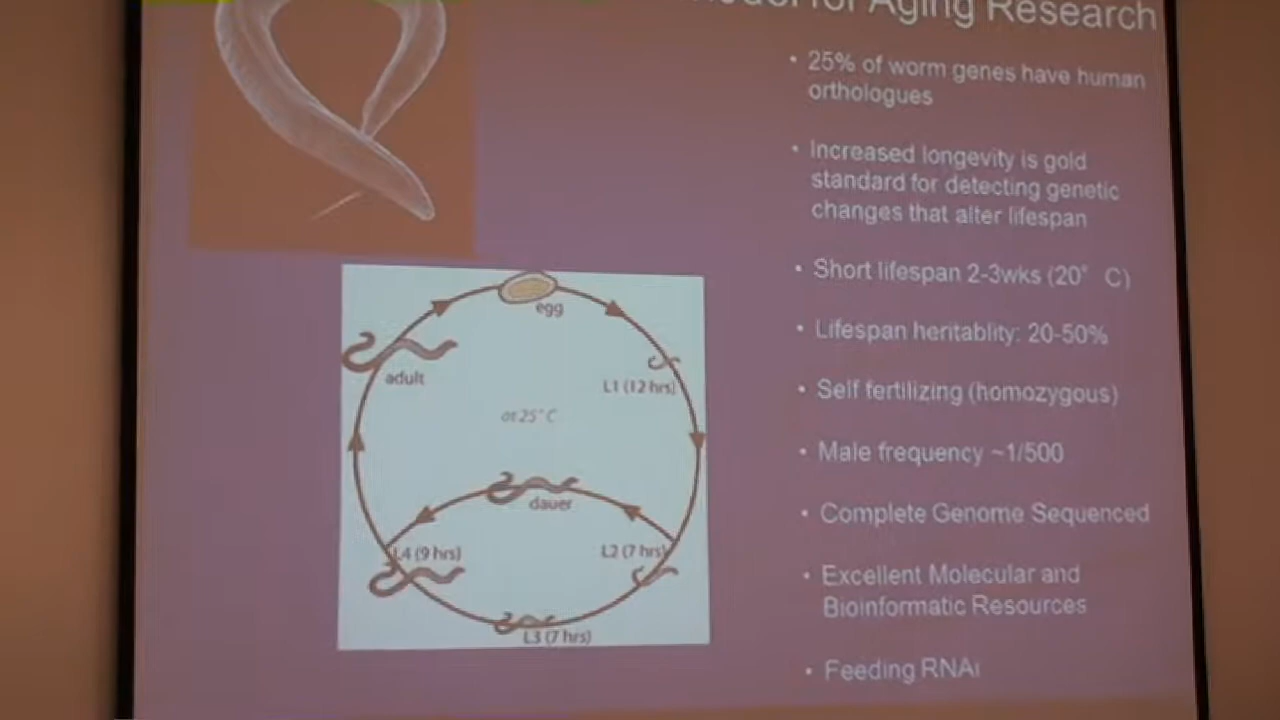 for Aging Research
• 25% of worm genes have human
orthologues
• Increased longevity is gold
standard for detecting genetic
changes that alter lifespan
• Short lifespan 2-3wks (20° C)
• Lifespan heritablity: 20-50%
• Self fertilizing (homozygous)
• Male frequency ~1/500
• Complete Genome Sequenced
• Excellent Molecular and
Bioinformatic Resources
• Feeding RNAi
egg
L1 (12 hrs)
adult
at 25° C
dauer
L4 (9 hrs)
L2 (7 hrs)
L3 (7 hrs)